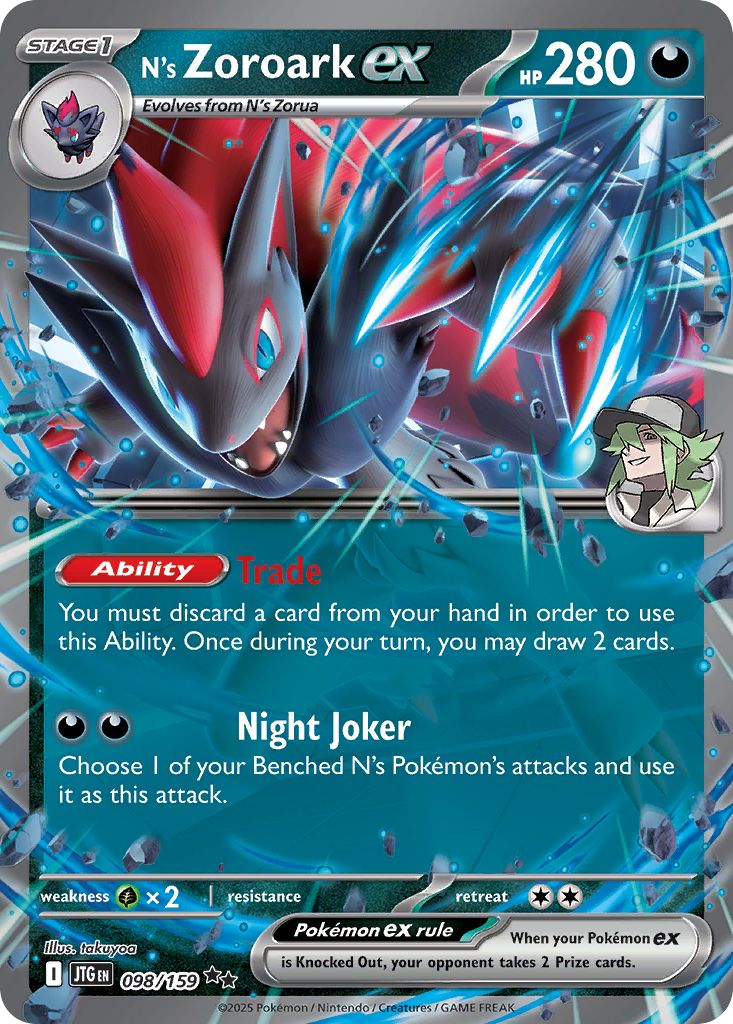 STAGE 1
N's Zoroark ex
HP 280
Evolves from N's Zorua
Ability Trade
You must discard a card from your hand in order to use
this Ability. Once during your turn, you may draw 2 cards.
Night Joker
Choose 1 of your Benched N's Pokémon's attacks and use
it as this attack.
weakness ×2 resistance retreat
Pokémon ex rule When your Pokémon ex
is Knocked Out, your opponent takes 2 Prize cards.
Illus. takuyoa
I JTG EN 098/159
©2025 Pokémon / Nintendo / Creatures / GAME FREAK